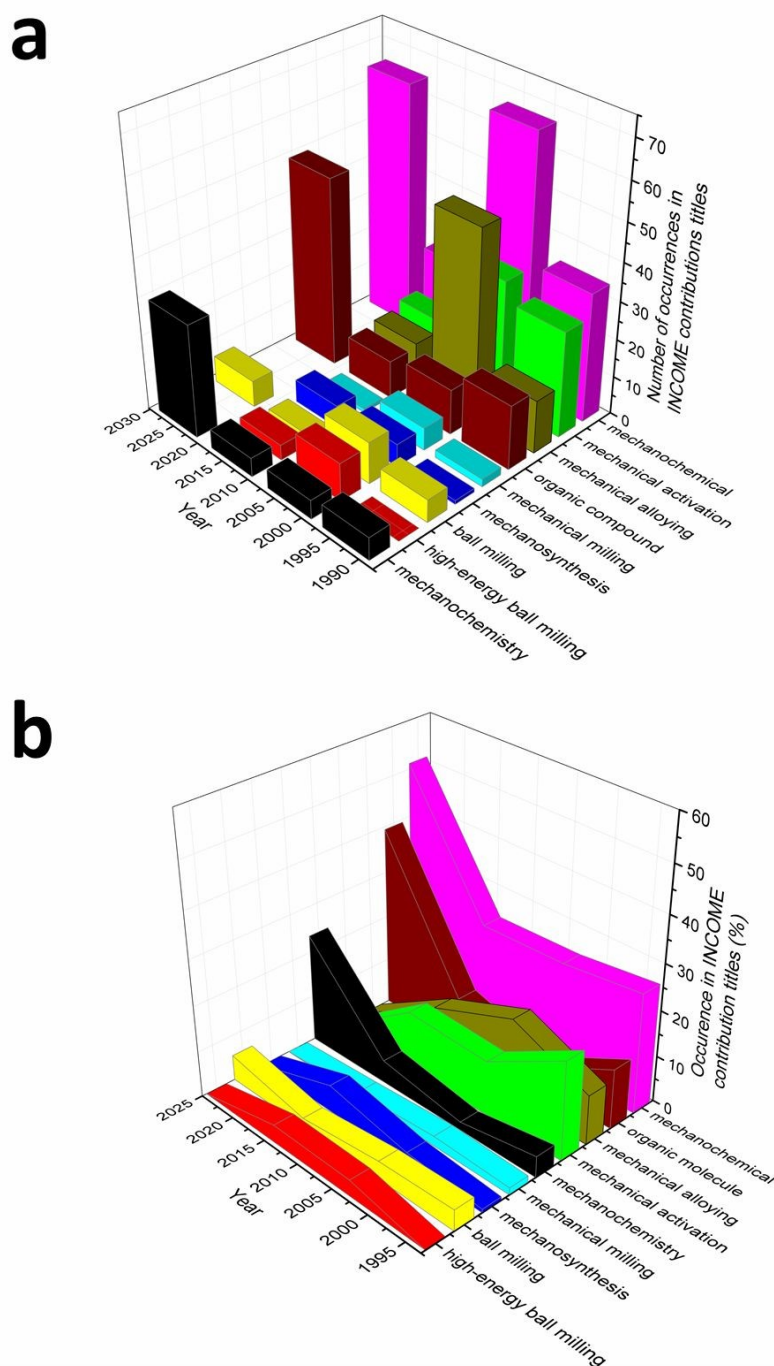 a
70
60
50
40
30
20
10
0
Number of occurrences in
INCOME contributions titles
2030
2025
2020
2015
2010
2005
2000
1995
1990
Year
mechanochemical
mechanical activation
mechanical alloying
organic compound
mechanical milling
mechanosynthesis
ball milling
high-energy ball milling
mechanochemistry
b
60
50
40
30
20
10
0
Occurence in INCOME
contribution titles (%)
2025
2020
2015
2010
2005
2000
1995
Year
mechanochemical
organic molecule
mechanical alloying
mechanical activation
mechanochemistry
mechanical milling
mechanosynthesis
ball milling
high-energy ball milling